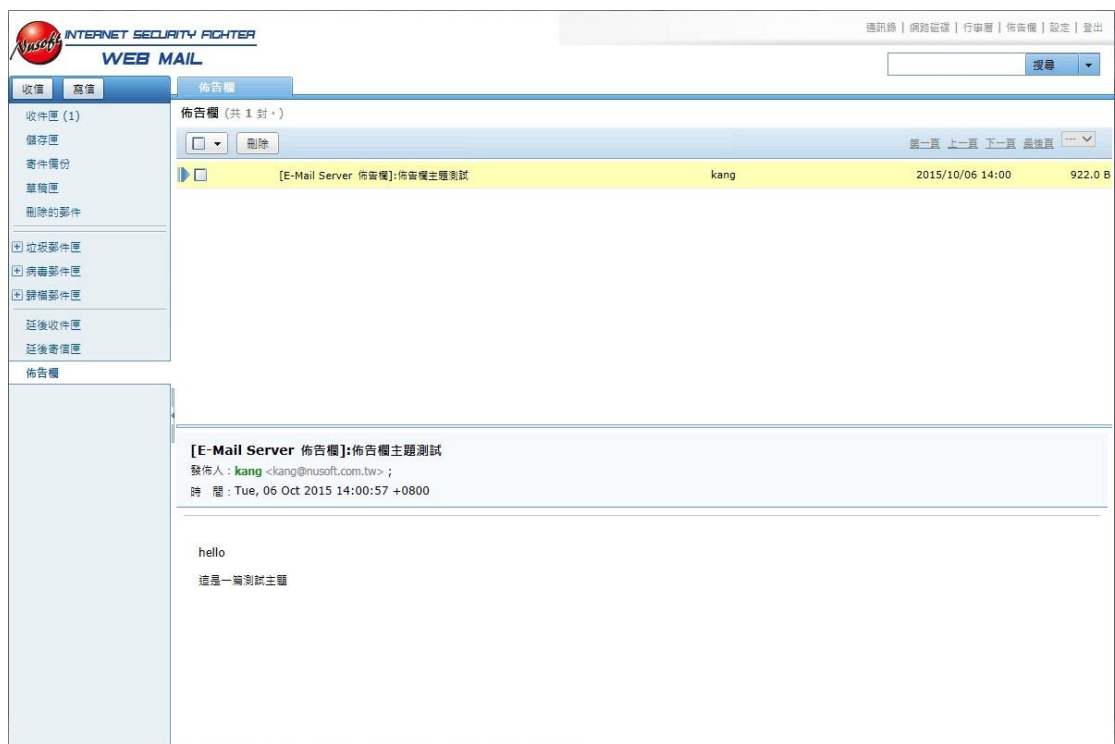 Nusoft INTERNET SECURITY FIGHTER
WEB MAIL
通訊錄 | 網路磁碟 | 行事曆 | 佈告欄 | 設定 | 登出
搜尋
收信 寫信
佈告欄
收件匣 (1)
儲存匣
寄件備份
草稿匣
刪除的郵件
垃圾郵件匣
病毒郵件匣
歸檔郵件匣
延後收件匣
延後寄信匣
佈告欄
佈告欄 (共 1 封。)
刪除
第一頁 上一頁 下一頁 最後頁 ---
[E-Mail Server 佈告欄]:佈告欄主題測試 kang 2015/10/06 14:00 922.0 B
[E-Mail Server 佈告欄]:佈告欄主題測試
發佈人 : kang <kang@nusoft.com.tw> ;
時 間 : Tue, 06 Oct 2015 14:00:57 +0800
hello
這是一篇測試主題